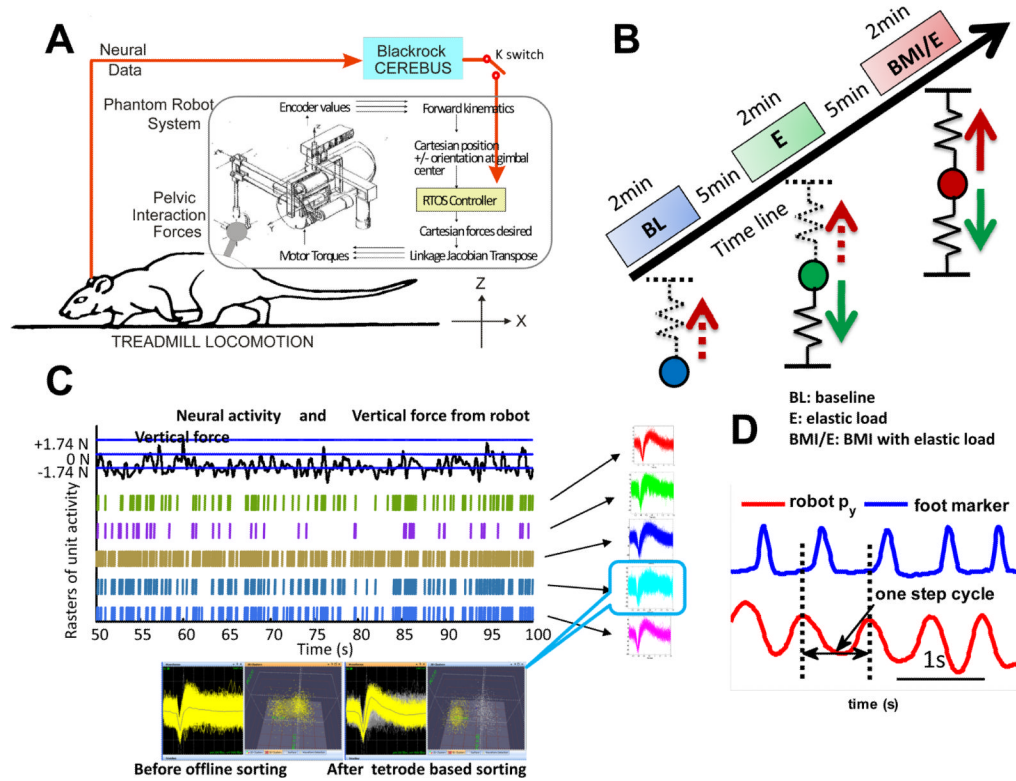 A
Neural
Data
Blackrock
CEREBUS
K switch
Phantom Robot
System
Encoder values
Forward kinematics
Cartesian position
+/- orientation at gimbal
center
RTOS Controller
Cartesian forces desired
Motor Torques
Linkage Jacobian Transpose
Pelvic
Interaction
Forces
Z
X
TREADMILL LOCOMOTION
B
2min
BL
5min
2min
E
5min
2min
BMI/E
Time line
BL: baseline
E: elastic load
BMI/E: BMI with elastic load
C
Neural activity and Vertical force from robot
+1.74 N
Vertical force
0 N
-1.74 N
Rasters of unit activity
50 55 60 65 70 75 80 85 90 95 100
Time (s)
Before offline sorting
After tetrode based sorting
D
robot py
foot marker
one step cycle
1s
time (s)